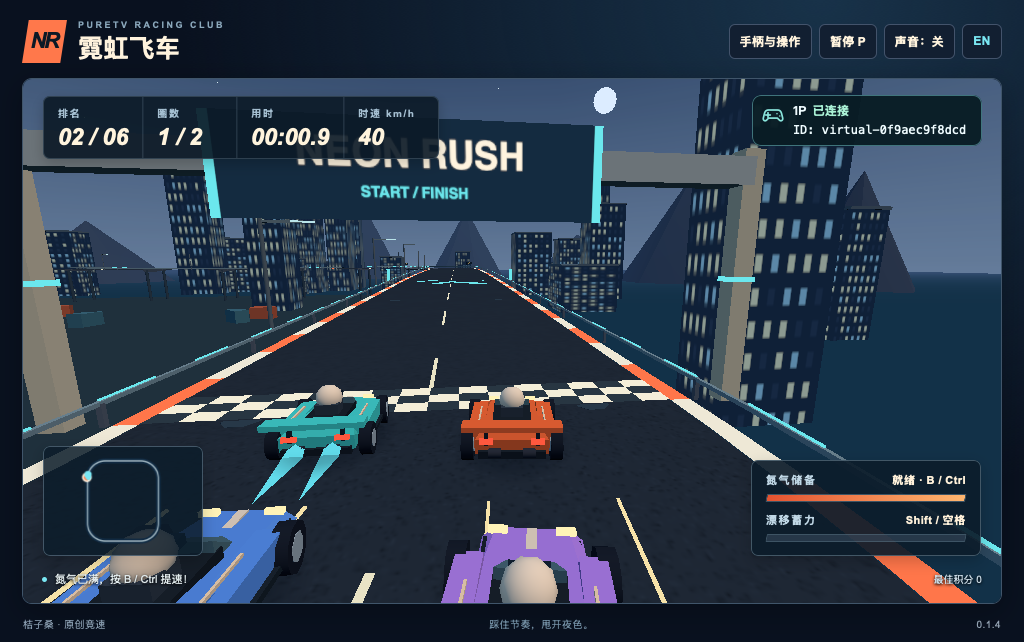 NR
PURETV RACING CLUB
霓虹飞车
手柄与操作
暂停 P
声音：关
EN
排名
02 / 06
圈数
1 / 2
用时
00:00.9
时速 km/h
40
1P 已连接
ID: virtual-0f9aec9f8dcd
NEON RUSH
START / FINISH
氮气储备
就绪 · B / Ctrl
漂移蓄力
Shift / 空格
氮气已满，按 B / Ctrl 提速！
最佳积分 0
桔子桑 · 原创竞速
踩住节奏，甩开夜色。
0.1.4